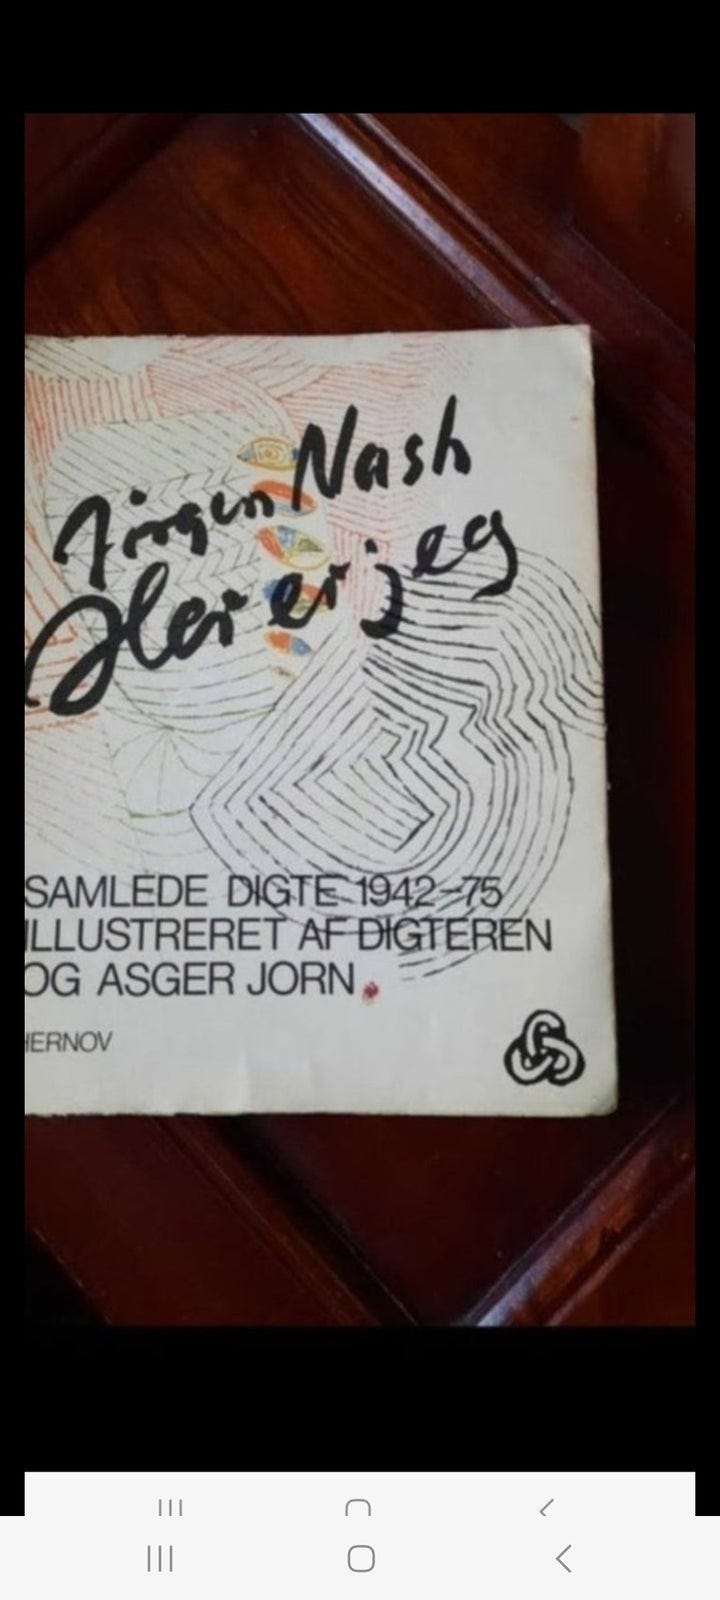 Jørgen Nash
Her er jeg
SAMLEDE DIGTE 1942-75
ILLUSTRERET AF DIGTEREN
OG ASGER JORN
HERNOV